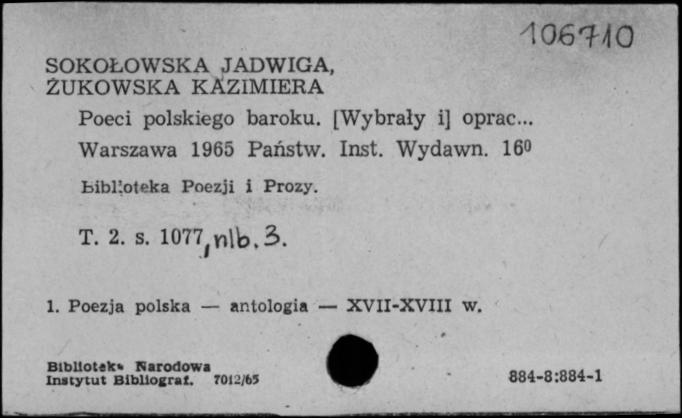 106710
SOKOŁOWSKA JADWIGA,
ŻUKOWSKA KAZIMIERA
Poeci polskiego baroku. [Wybrały i] oprac...
Warszawa 1965 Państw. Inst. Wydawn. 16⁰
Biblioteka Poezji i Prozy.
T. 2. s. 1077, nlb. 3.
1. Poezja polska — antologia — XVII-XVIII w.
Biblioteka Narodowa
Instytut Bibliograf. 7012/65
884-8:884-1